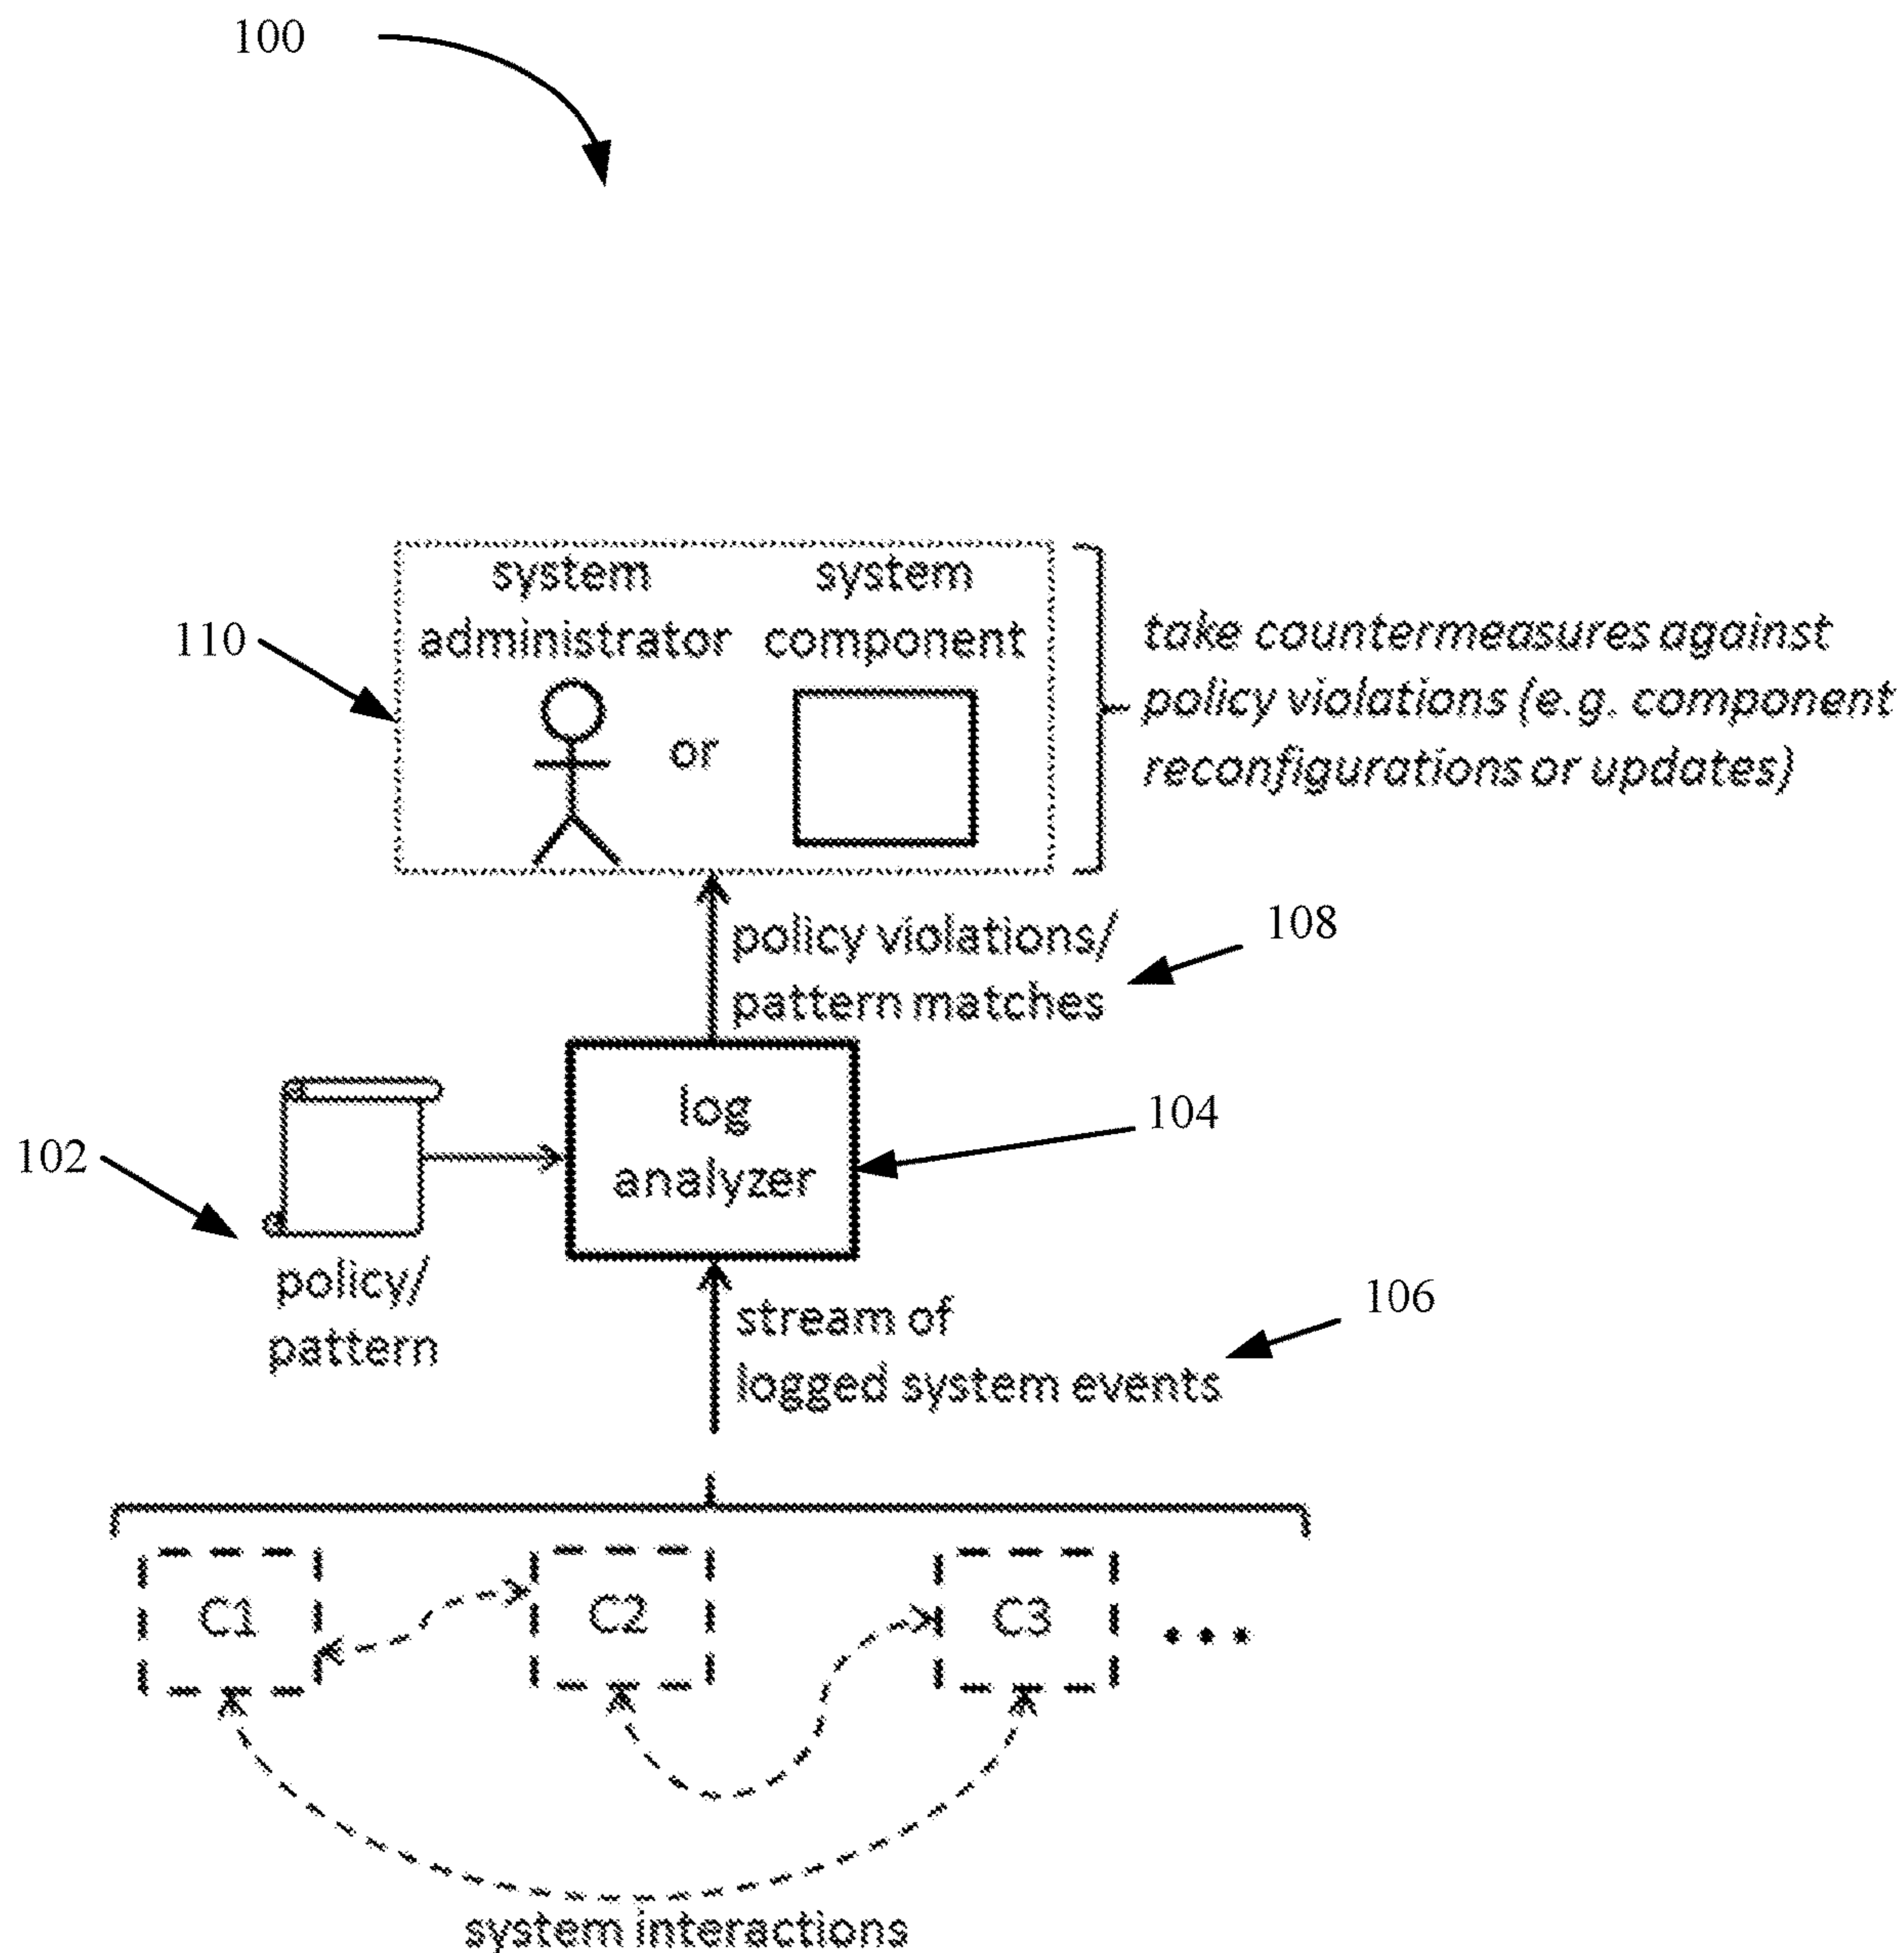 100
system system
administrator component
110
or
take countermeasures against
policy violations (e.g. component
reconfigurations or updates)
policy violations/
pattern matches
108
log
analyzer
104
102
policy/
pattern
stream of
logged system events
106
C1 C2 C3 •••
system interactions